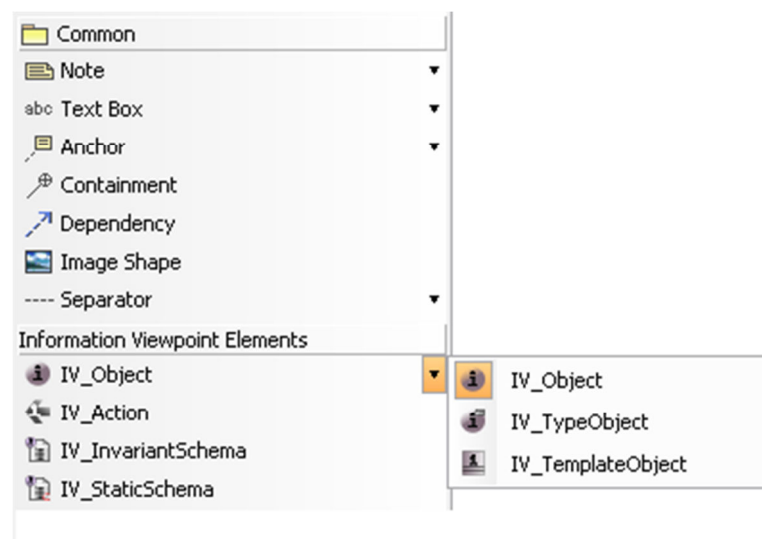 Common
Note
abc Text Box
Anchor
Containment
Dependency
Image Shape
---- Separator
Information Viewpoint Elements
IV_Object
IV_Action
IV_InvariantSchema
IV_StaticSchema
IV_Object
IV_TypeObject
IV_TemplateObject